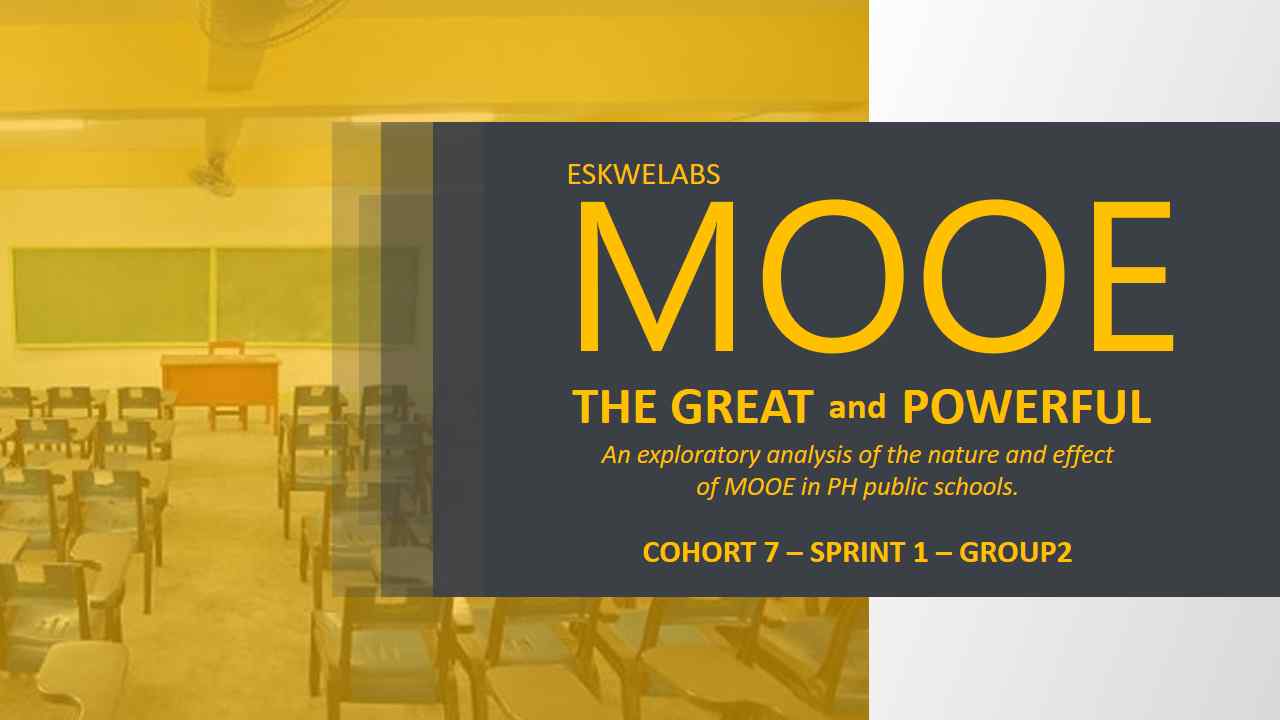 ESKWELABS
MOOE
THE GREAT and POWERFUL
An exploratory analysis of the nature and effect
of MOOE in PH public schools.
COHORT 7 – SPRINT 1 – GROUP2